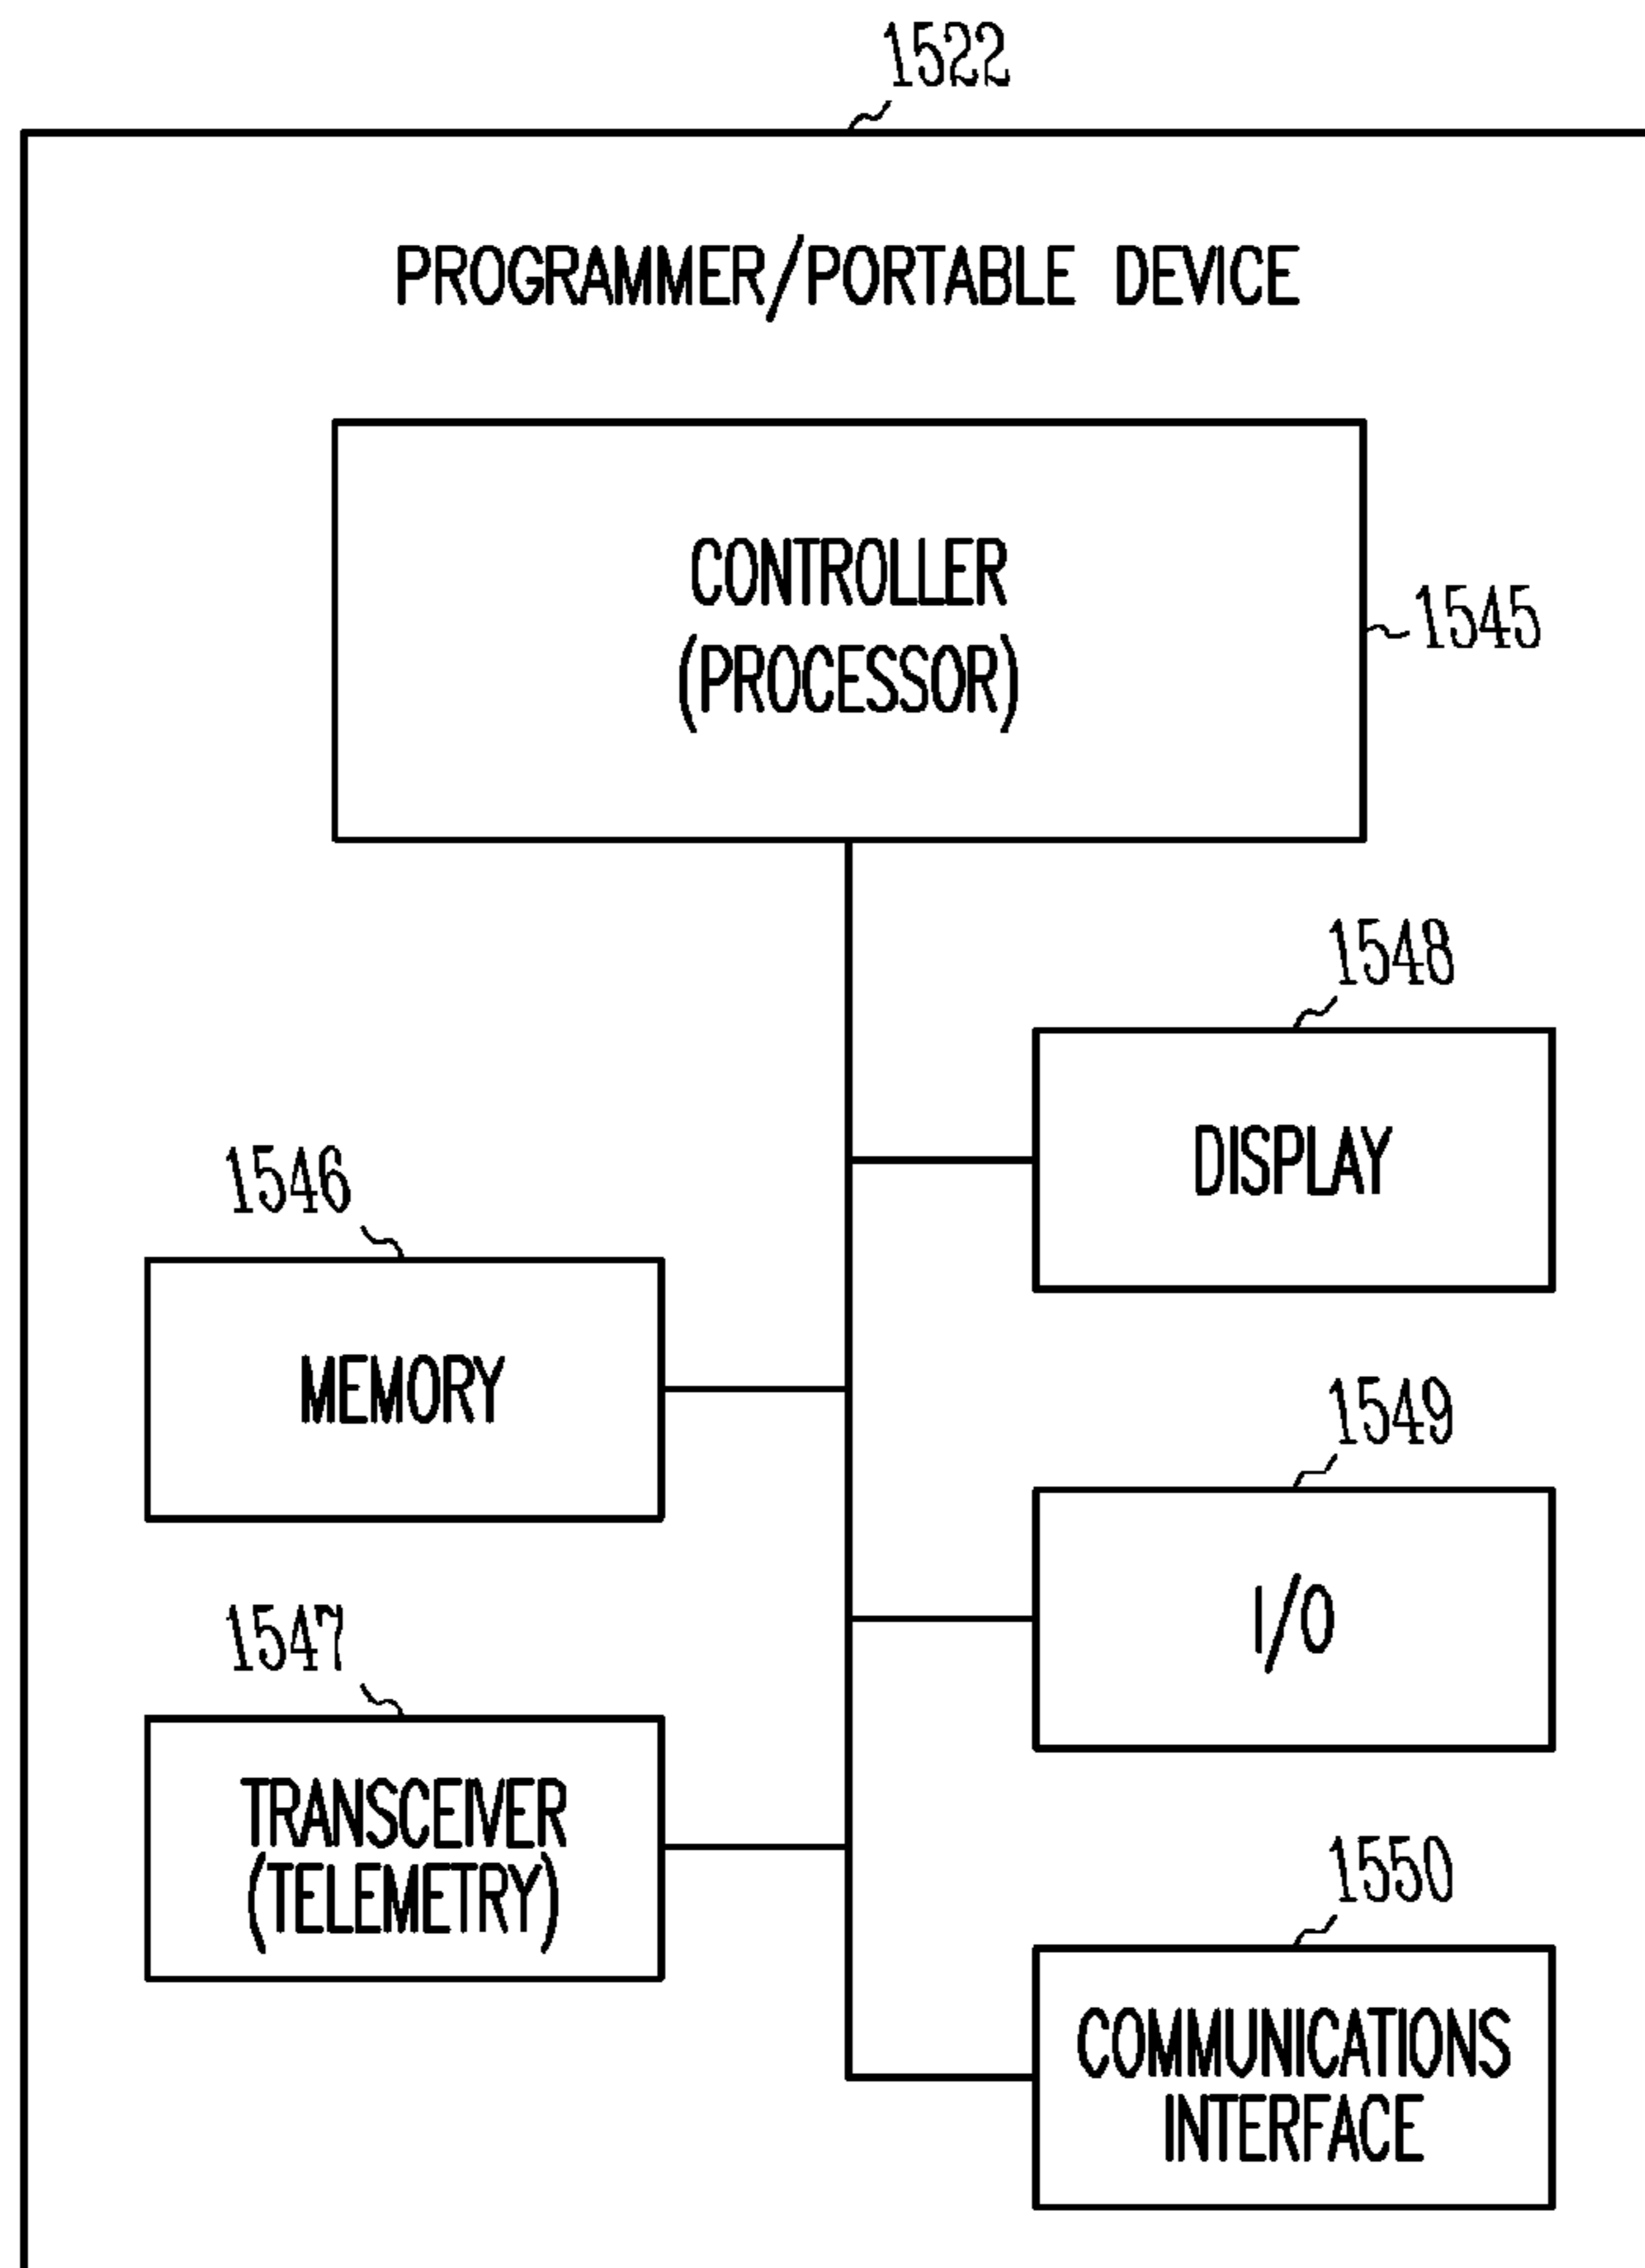 1522
PROGRAMMER/PORTABLE DEVICE
CONTROLLER
(PROCESSOR)
1545
1548
DISPLAY
1546
MEMORY
1549
I/O
1547
TRANSCEIVER
(TELEMETRY)
1550
COMMUNICATIONS
INTERFACE